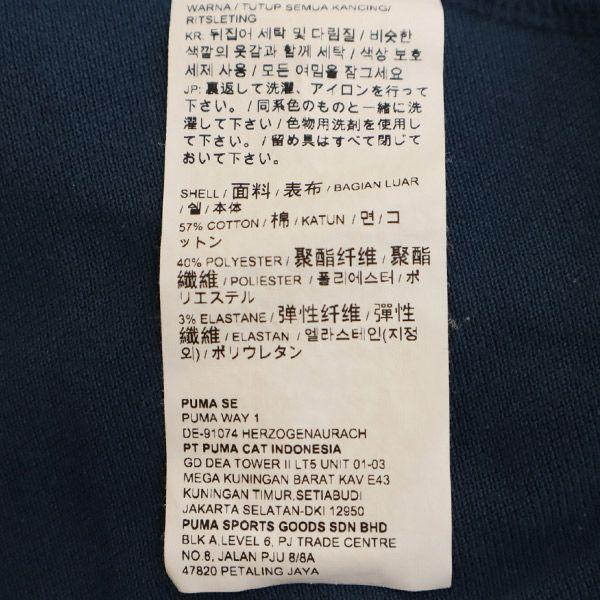 WARNA / TUTUP SEMUA KANCING/
RITSLETING
KR: 뒤집어 세탁 및 다림질 / 비슷한
색깔의 옷감과 함께 세탁 / 색상 보호
세제 사용 / 모든 여밈을 잠그세요
JP: 裏返して洗濯、アイロンを行って
下さい。 / 同系色のものと一緒に洗
濯して下さい / 色物用洗剤を使用し
て下さい。 / 留め具はすべて閉じて
おいて下さい。
SHELL / 面料 / 表布 / BAGIAN LUAR
/ 쉘 / 本体
57% COTTON / 棉 / KATUN / 면 / コ
ットン
40% POLYESTER / 聚酯纤维 / 聚酯
纖維 / POLIESTER / 폴리에스터 / ポ
リエステル
3% ELASTANE / 弹性纤维 / 彈性
纖維 / ELASTAN / 엘라스테인(지정
외) / ポリウレタン
PUMA SE
PUMA WAY 1
DE-91074 HERZOGENAURACH
PT PUMA CAT INDONESIA
GD DEA TOWER II LT5 UNIT 01-03
MEGA KUNINGAN BARAT KAV E43
KUNINGAN TIMUR,SETIABUDI
JAKARTA SELATAN-DKI 12950
PUMA SPORTS GOODS SDN BHD
BLK A,LEVEL 6, PJ TRADE CENTRE
NO.8, JALAN PJU 8/8A
47820 PETALING JAYA